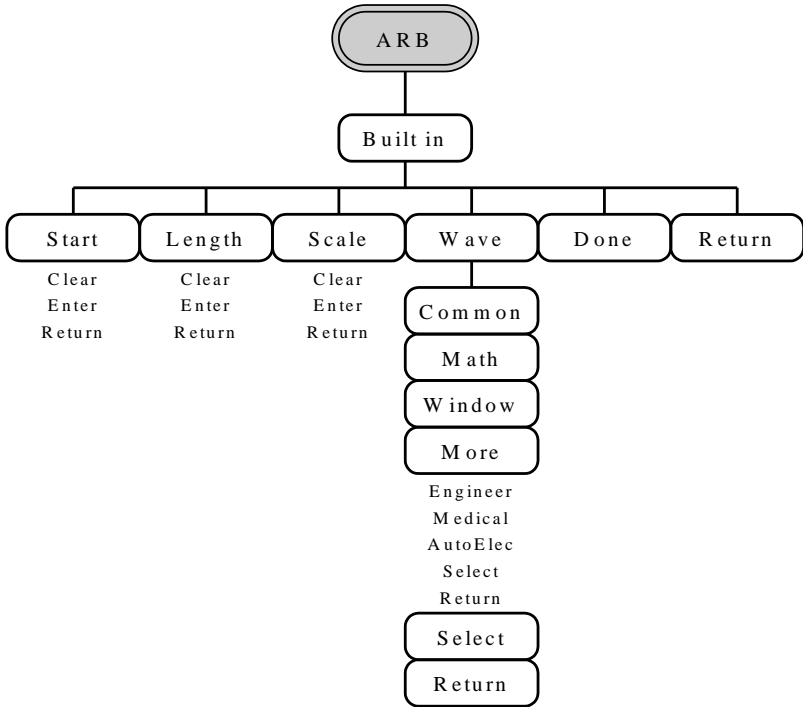 ARB
Built in
Start Length Scale Wave Done Return
Clear Clear Clear
Enter Enter Enter
Return Return Return
Common
Math
Window
More
Engineer
Medical
AutoElec
Select
Return
Select
Return